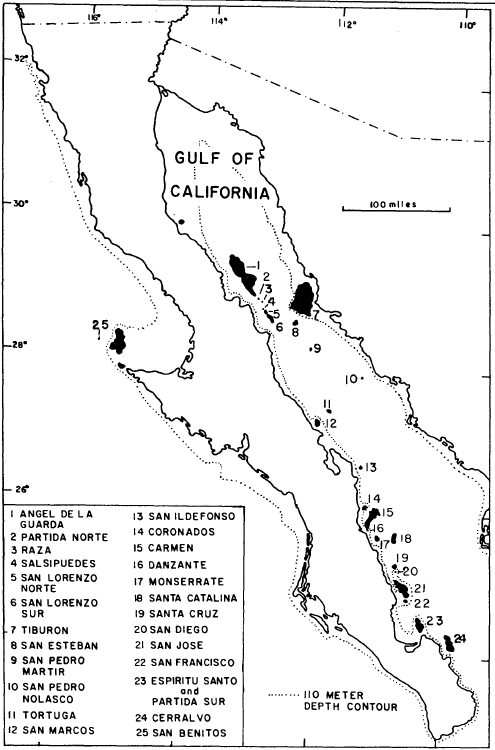 116°
114°
112°
110°
32°
GULF OF
CALIFORNIA
100 miles
30°
1
2
3
4
5
6
7
8
9
25
28°
10
11
12
13
26°
14
15
16
17
18
19
20
21
22
23
24
1 ANGEL DE LA
GUARDA
2 PARTIDA NORTE
3 RAZA
4 SALSIPUEDES
5 SAN LORENZO
NORTE
6 SAN LORENZO
SUR
7 TIBURON
8 SAN ESTEBAN
9 SAN PEDRO
MARTIR
10 SAN PEDRO
NOLASCO
11 TORTUGA
12 SAN MARCOS
13 SAN ILDEFONSO
14 CORONADOS
15 CARMEN
16 DANZANTE
17 MONSERRATE
18 SANTA CATALINA
19 SANTA CRUZ
20 SAN DIEGO
21 SAN JOSE
22 SAN FRANCISCO
23 ESPIRITU SANTO
and
PARTIDA SUR
24 CERRALVO
25 SAN BENITOS
110 METER
DEPTH CONTOUR